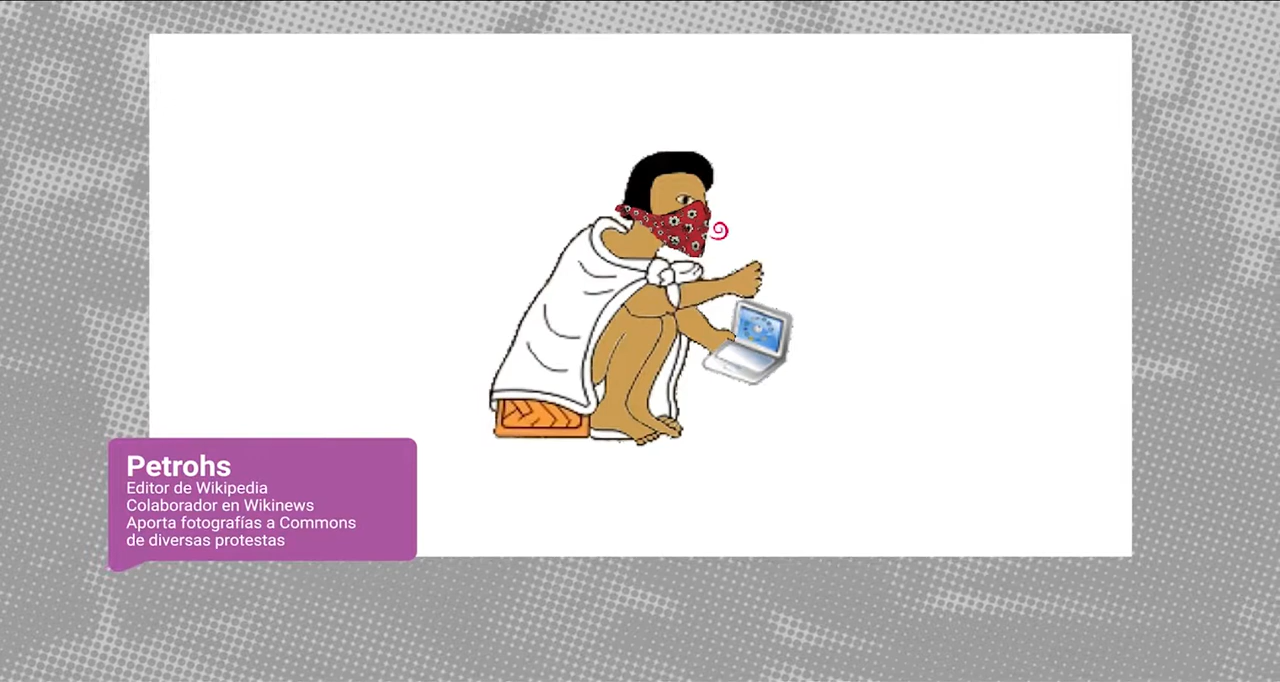 Petrohs
Editor de Wikipedia
Colaborador en Wikinews
Aporta fotografías a Commons
de diversas protestas